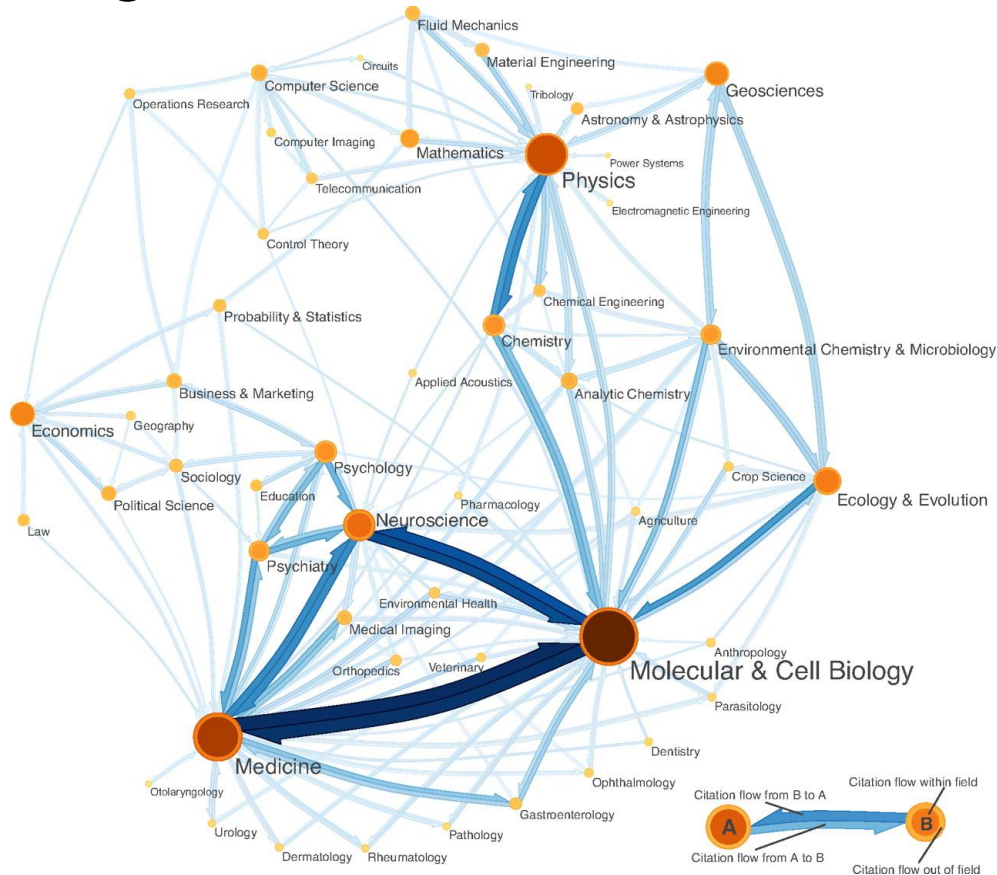 Fluid Mechanics
Material Engineering
Circuits
Computer Science
Geosciences
Tribology
Operations Research
Astronomy & Astrophysics
Computer Imaging
Mathematics
Power Systems
Physics
Telecommunication
Electromagnetic Engineering
Control Theory
Chemical Engineering
Probability & Statistics
Chemistry
Environmental Chemistry & Microbiology
Applied Acoustics
Analytic Chemistry
Business & Marketing
Geography
Economics
Psychology
Sociology
Crop Science
Education
Ecology & Evolution
Political Science
Pharmacology
Neuroscience
Agriculture
Law
Psychiatry
Environmental Health
Medical Imaging
Anthropology
Orthopedics
Veterinary
Molecular & Cell Biology
Parasitology
Dentistry
Medicine
Ophthalmology
Otolaryngology
Gastroenterology
Urology
Pathology
Dermatology
Rheumatology
Citation flow within field
Citation flow from B to A
A
B
Citation flow from A to B
Citation flow out of field